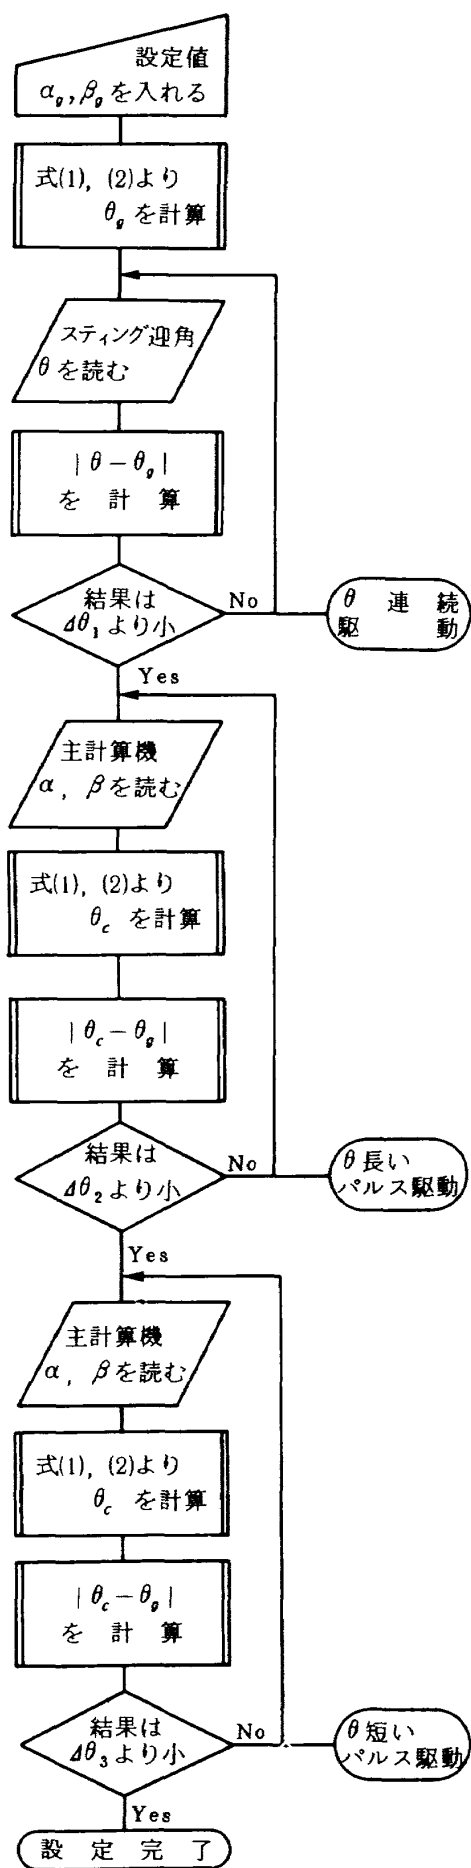 設定値
α_g, β_g を入れる
式(1), (2)より
θ_g を計算
スティング迎角
θ を読む
| θ − θ_g |
を 計 算
結果は
Δθ_1 より小
No
θ 連 続
駆 動
Yes
主計算機
α, β を読む
式(1), (2)より
θ_c を計算
| θ_c − θ_g |
を 計 算
結果は
Δθ_2 より小
No
θ 長い
パルス駆動
Yes
主計算機
α, β を読む
式(1), (2)より
θ_c を計算
| θ_c − θ_g |
を 計 算
結果は
Δθ_3 より小
No
θ 短い
パルス駆動
Yes
設 定 完 了